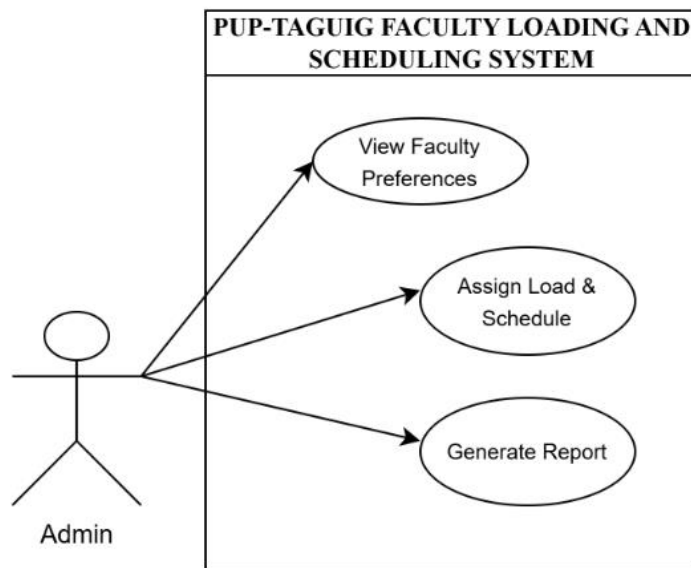 PUP-TAGUIG FACULTY LOADING AND
SCHEDULING SYSTEM
View Faculty
Preferences
Assign Load &
Schedule
Generate Report
Admin